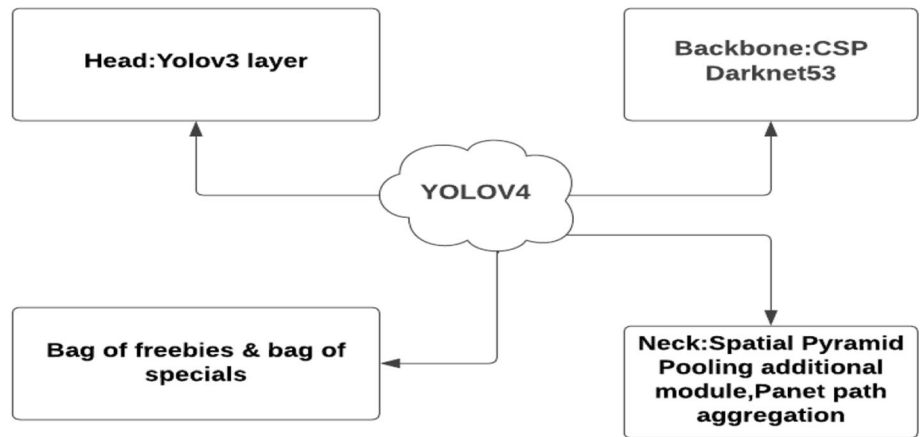 Head:Yolov3 layer
Backbone:CSP
Darknet53
YOLOV4
Bag of freebies & bag of
specials
Neck:Spatial Pyramid
Pooling additional
module,Panet path
aggregation